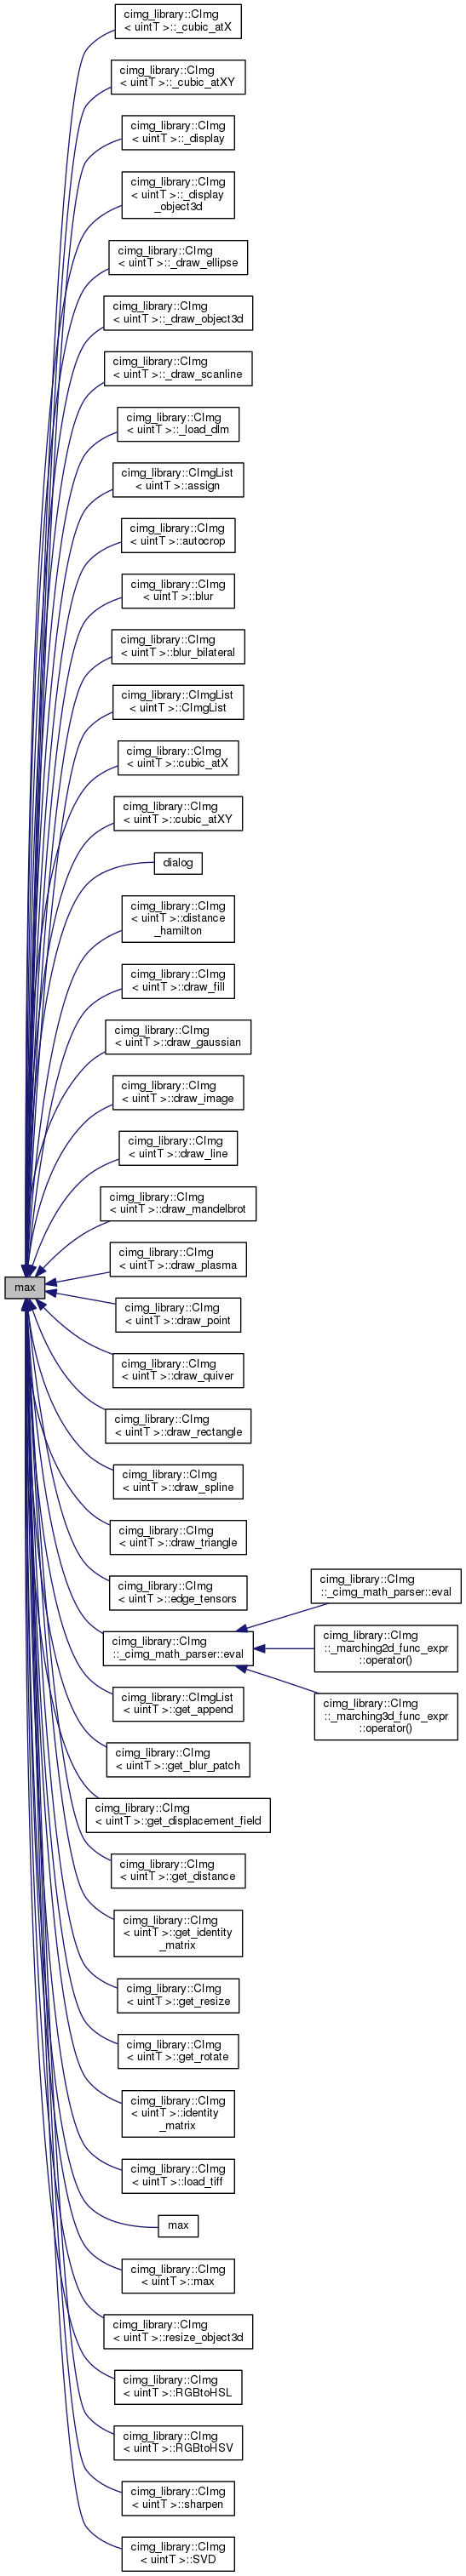 cimg_library::CImg
< uintT >::_cubic_atX
cimg_library::CImg
< uintT >::_cubic_atXY
cimg_library::CImg
< uintT >::_display
cimg_library::CImg
< uintT >::_display
_object3d
cimg_library::CImg
< uintT >::_draw_ellipse
cimg_library::CImg
< uintT >::_draw_object3d
cimg_library::CImg
< uintT >::_draw_scanline
cimg_library::CImg
< uintT >::_load_dlm
cimg_library::CImgList
< uintT >::assign
cimg_library::CImg
< uintT >::autocrop
cimg_library::CImg
< uintT >::blur
cimg_library::CImg
< uintT >::blur_bilateral
cimg_library::CImgList
< uintT >::CImgList
cimg_library::CImg
< uintT >::cubic_atX
cimg_library::CImg
< uintT >::cubic_atXY
dialog
cimg_library::CImg
< uintT >::distance
_hamilton
cimg_library::CImg
< uintT >::draw_fill
cimg_library::CImg
< uintT >::draw_gaussian
cimg_library::CImg
< uintT >::draw_image
cimg_library::CImg
< uintT >::draw_line
cimg_library::CImg
< uintT >::draw_mandelbrot
cimg_library::CImg
< uintT >::draw_plasma
max
cimg_library::CImg
< uintT >::draw_point
cimg_library::CImg
< uintT >::draw_quiver
cimg_library::CImg
< uintT >::draw_rectangle
cimg_library::CImg
< uintT >::draw_spline
cimg_library::CImg
< uintT >::draw_triangle
cimg_library::CImg
< uintT >::edge_tensors
cimg_library::CImg
::_cimg_math_parser::eval
cimg_library::CImg
::_cimg_math_parser::eval
cimg_library::CImg
::_marching2d_func_expr
::operator()
cimg_library::CImg
::_marching3d_func_expr
::operator()
cimg_library::CImgList
< uintT >::get_append
cimg_library::CImg
< uintT >::get_blur_patch
cimg_library::CImg
< uintT >::get_displacement_field
cimg_library::CImg
< uintT >::get_distance
cimg_library::CImg
< uintT >::get_identity
_matrix
cimg_library::CImg
< uintT >::get_resize
cimg_library::CImg
< uintT >::get_rotate
cimg_library::CImg
< uintT >::identity
_matrix
cimg_library::CImg
< uintT >::load_tiff
max
cimg_library::CImg
< uintT >::max
cimg_library::CImg
< uintT >::resize_object3d
cimg_library::CImg
< uintT >::RGBtoHSL
cimg_library::CImg
< uintT >::RGBtoHSV
cimg_library::CImg
< uintT >::sharpen
cimg_library::CImg
< uintT >::SVD